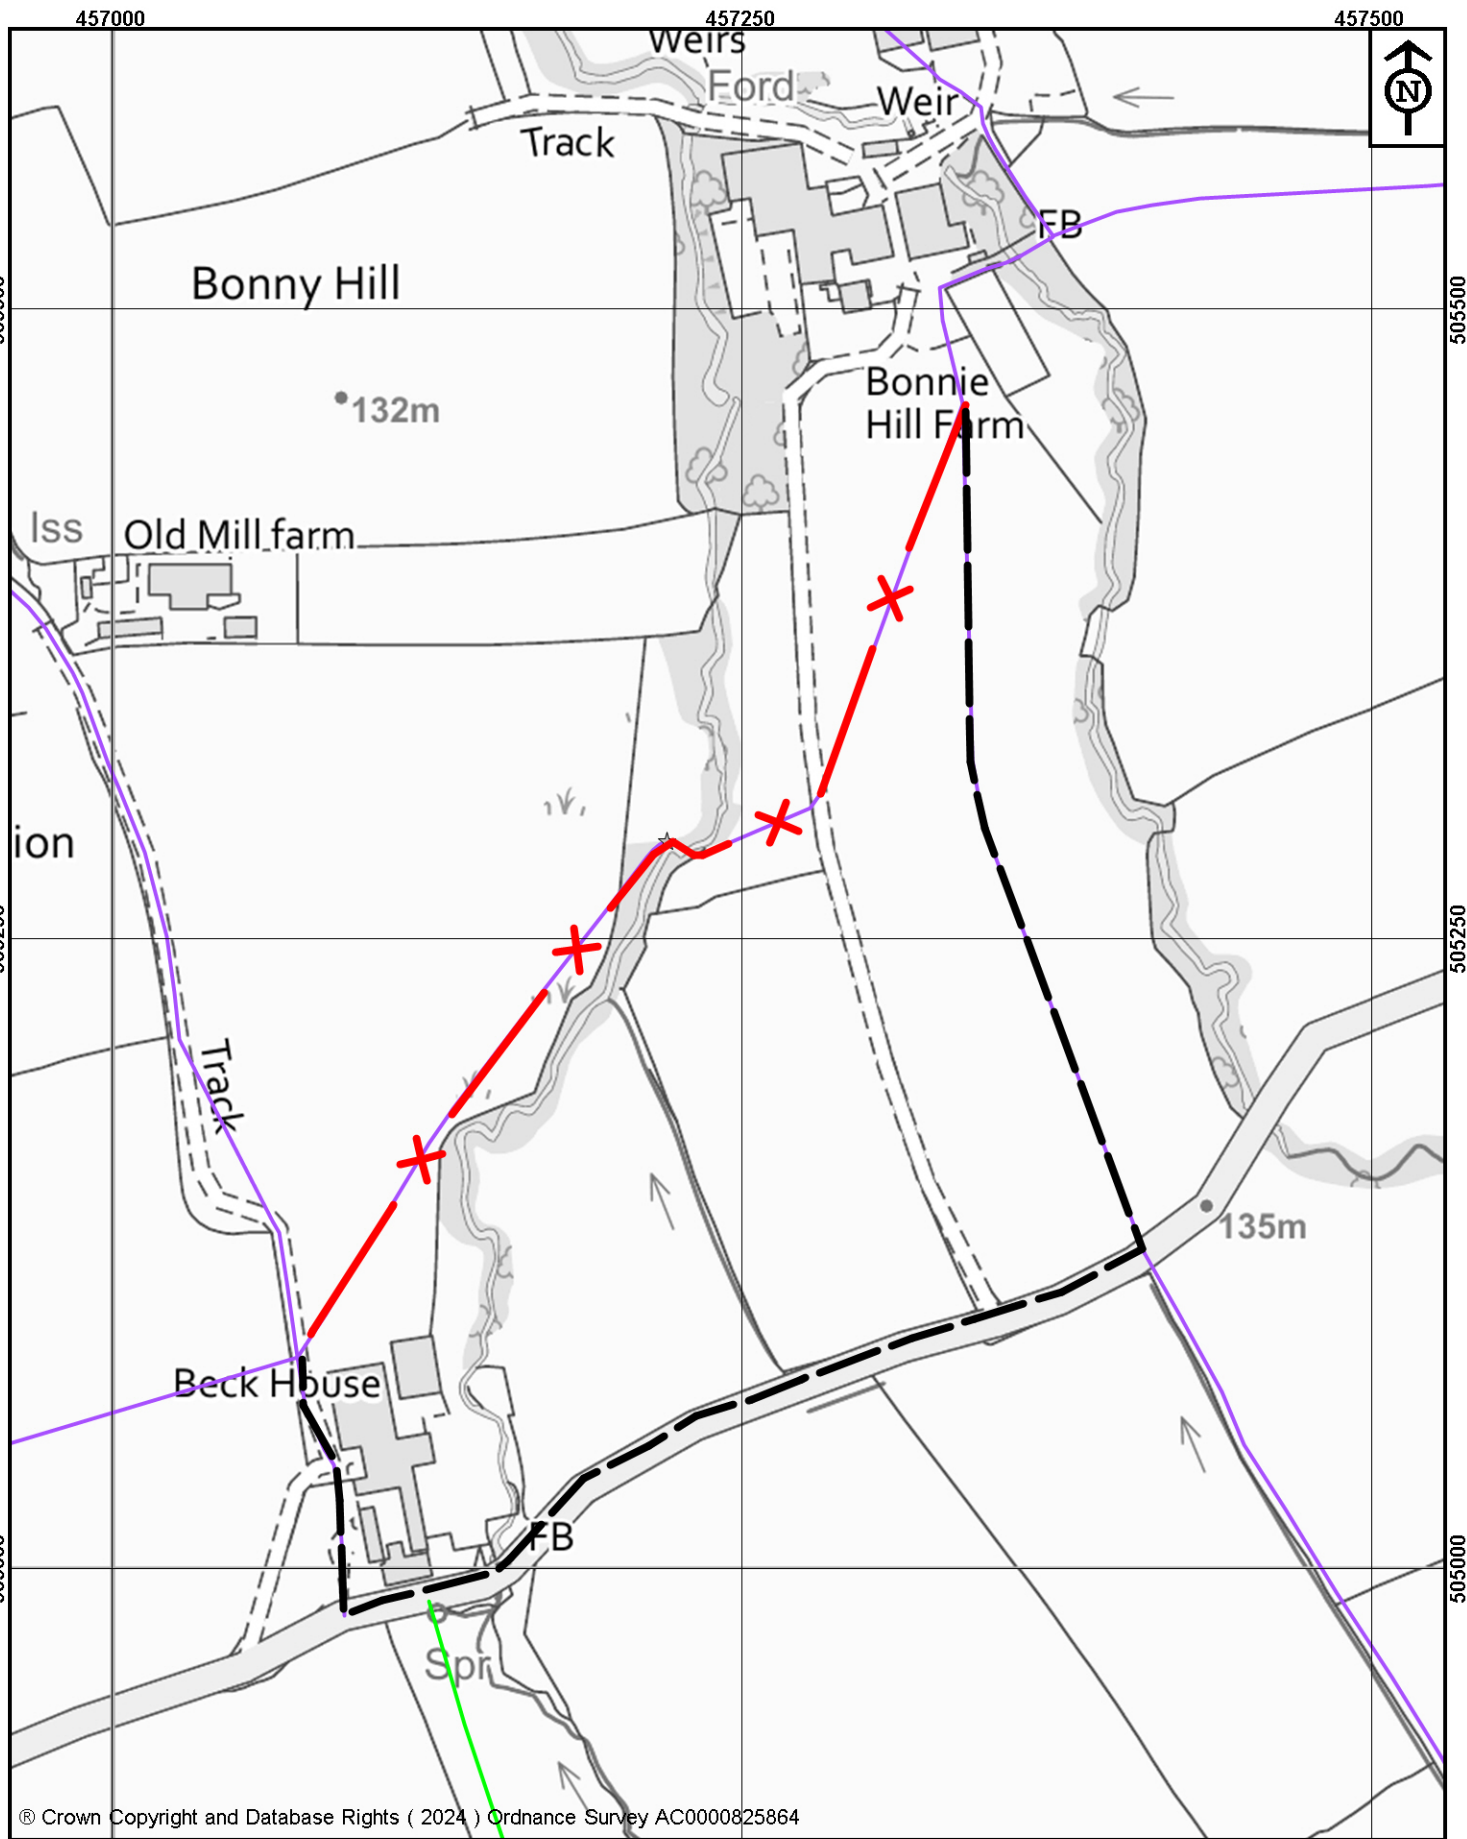 457000
457250
457500
Weirs
Ford
Weir
N
Track
FB
Bonny Hill
505500
Bonnie
Hill Farm
132m
Iss
Old Mill farm
ion
505250
Track
135m
Beck House
FB
505000
Spr
® Crown Copyright and Database Rights ( 2024 ) Ordnance Survey AC0000825864